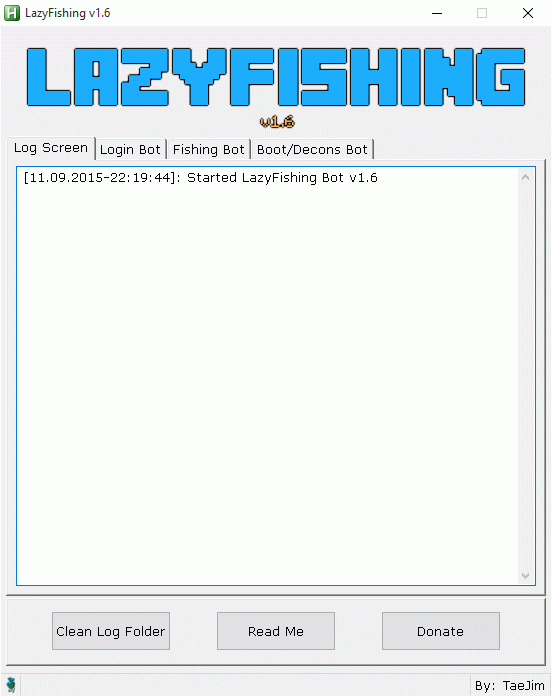 LazyFishing v1.6
LAZYFISHING
v1.6
Log Screen Login Bot Fishing Bot Boot/Decons Bot
[11.09.2015-22:19:44]: Started LazyFishing Bot v1.6
Clean Log Folder Read Me Donate
By: TaeJim